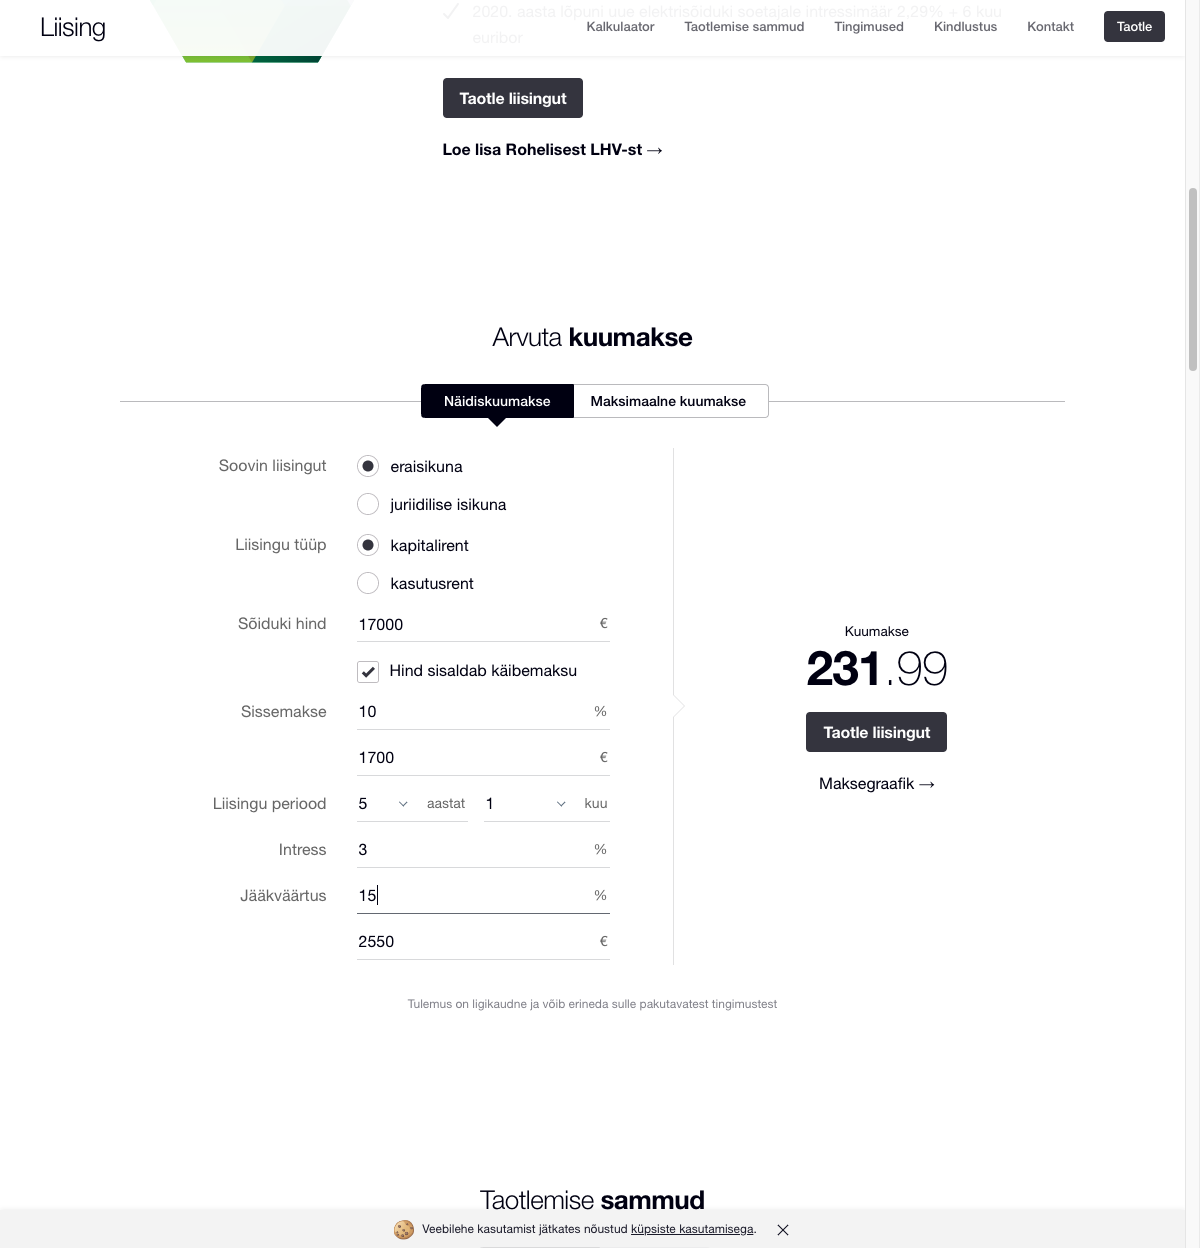 Liising
✓ 2020. aasta lõpuni uue elektrisõiduki soetajale intressimäär 2,29% + 6 kuu
euribor
Kalkulaator Taotlemise sammud Tingimused Kindlustus Kontakt Taotle
Taotle liisingut
Loe lisa Rohelisest LHV-st →
Arvuta kuumakse
Näidiskuumakse Maksimaalne kuumakse
Soovin liisingut eraisikuna
juriidilise isikuna
Liisingu tüüp kapitalirent
kasutusrent
Sõiduki hind 17000 €
Hind sisaldab käibemaksu
Sissemakse 10 %
1700 €
Liisingu periood 5 aastat 1 kuu
Intress 3 %
Jääkväärtus 15 %
2550 €
Kuumakse
231.99
Taotle liisingut
Maksegraafik →
Tulemus on ligikaudne ja võib erineda sulle pakutavatest tingimustest
Taotlemise sammud
Veebilehe kasutamist jätkates nõustud küpsiste kasutamisega.